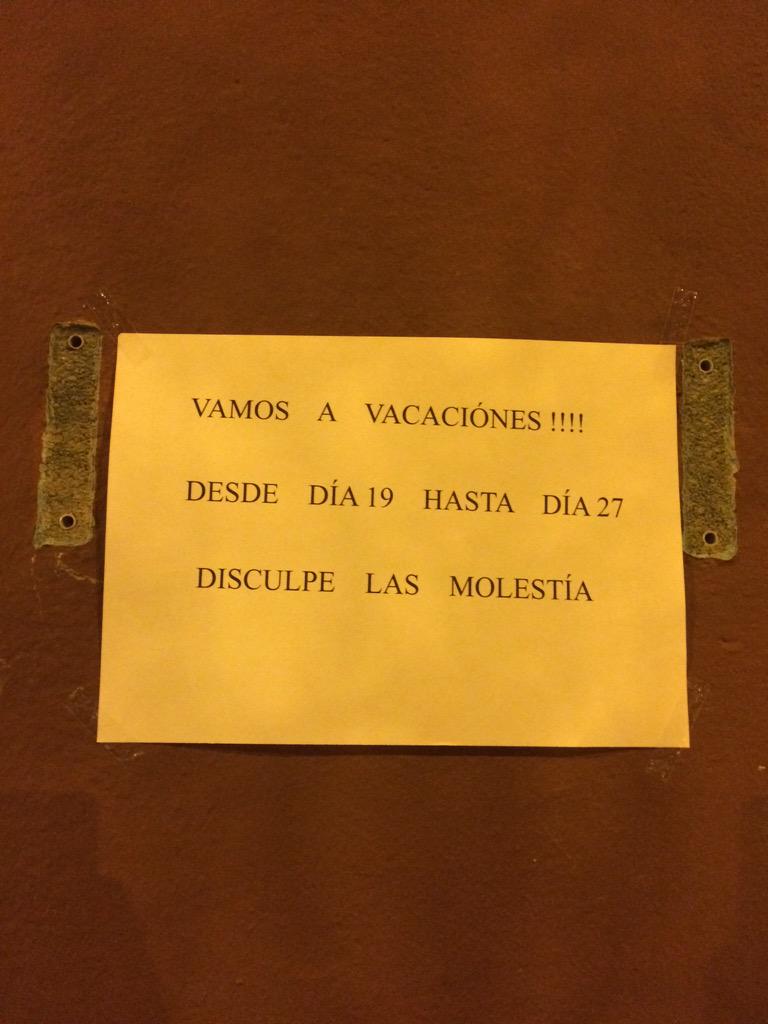 VAMOS A VACACIÓNES !!!!
DESDE DÍA 19 HASTA DÍA 27
DISCULPE LAS MOLESTÍA